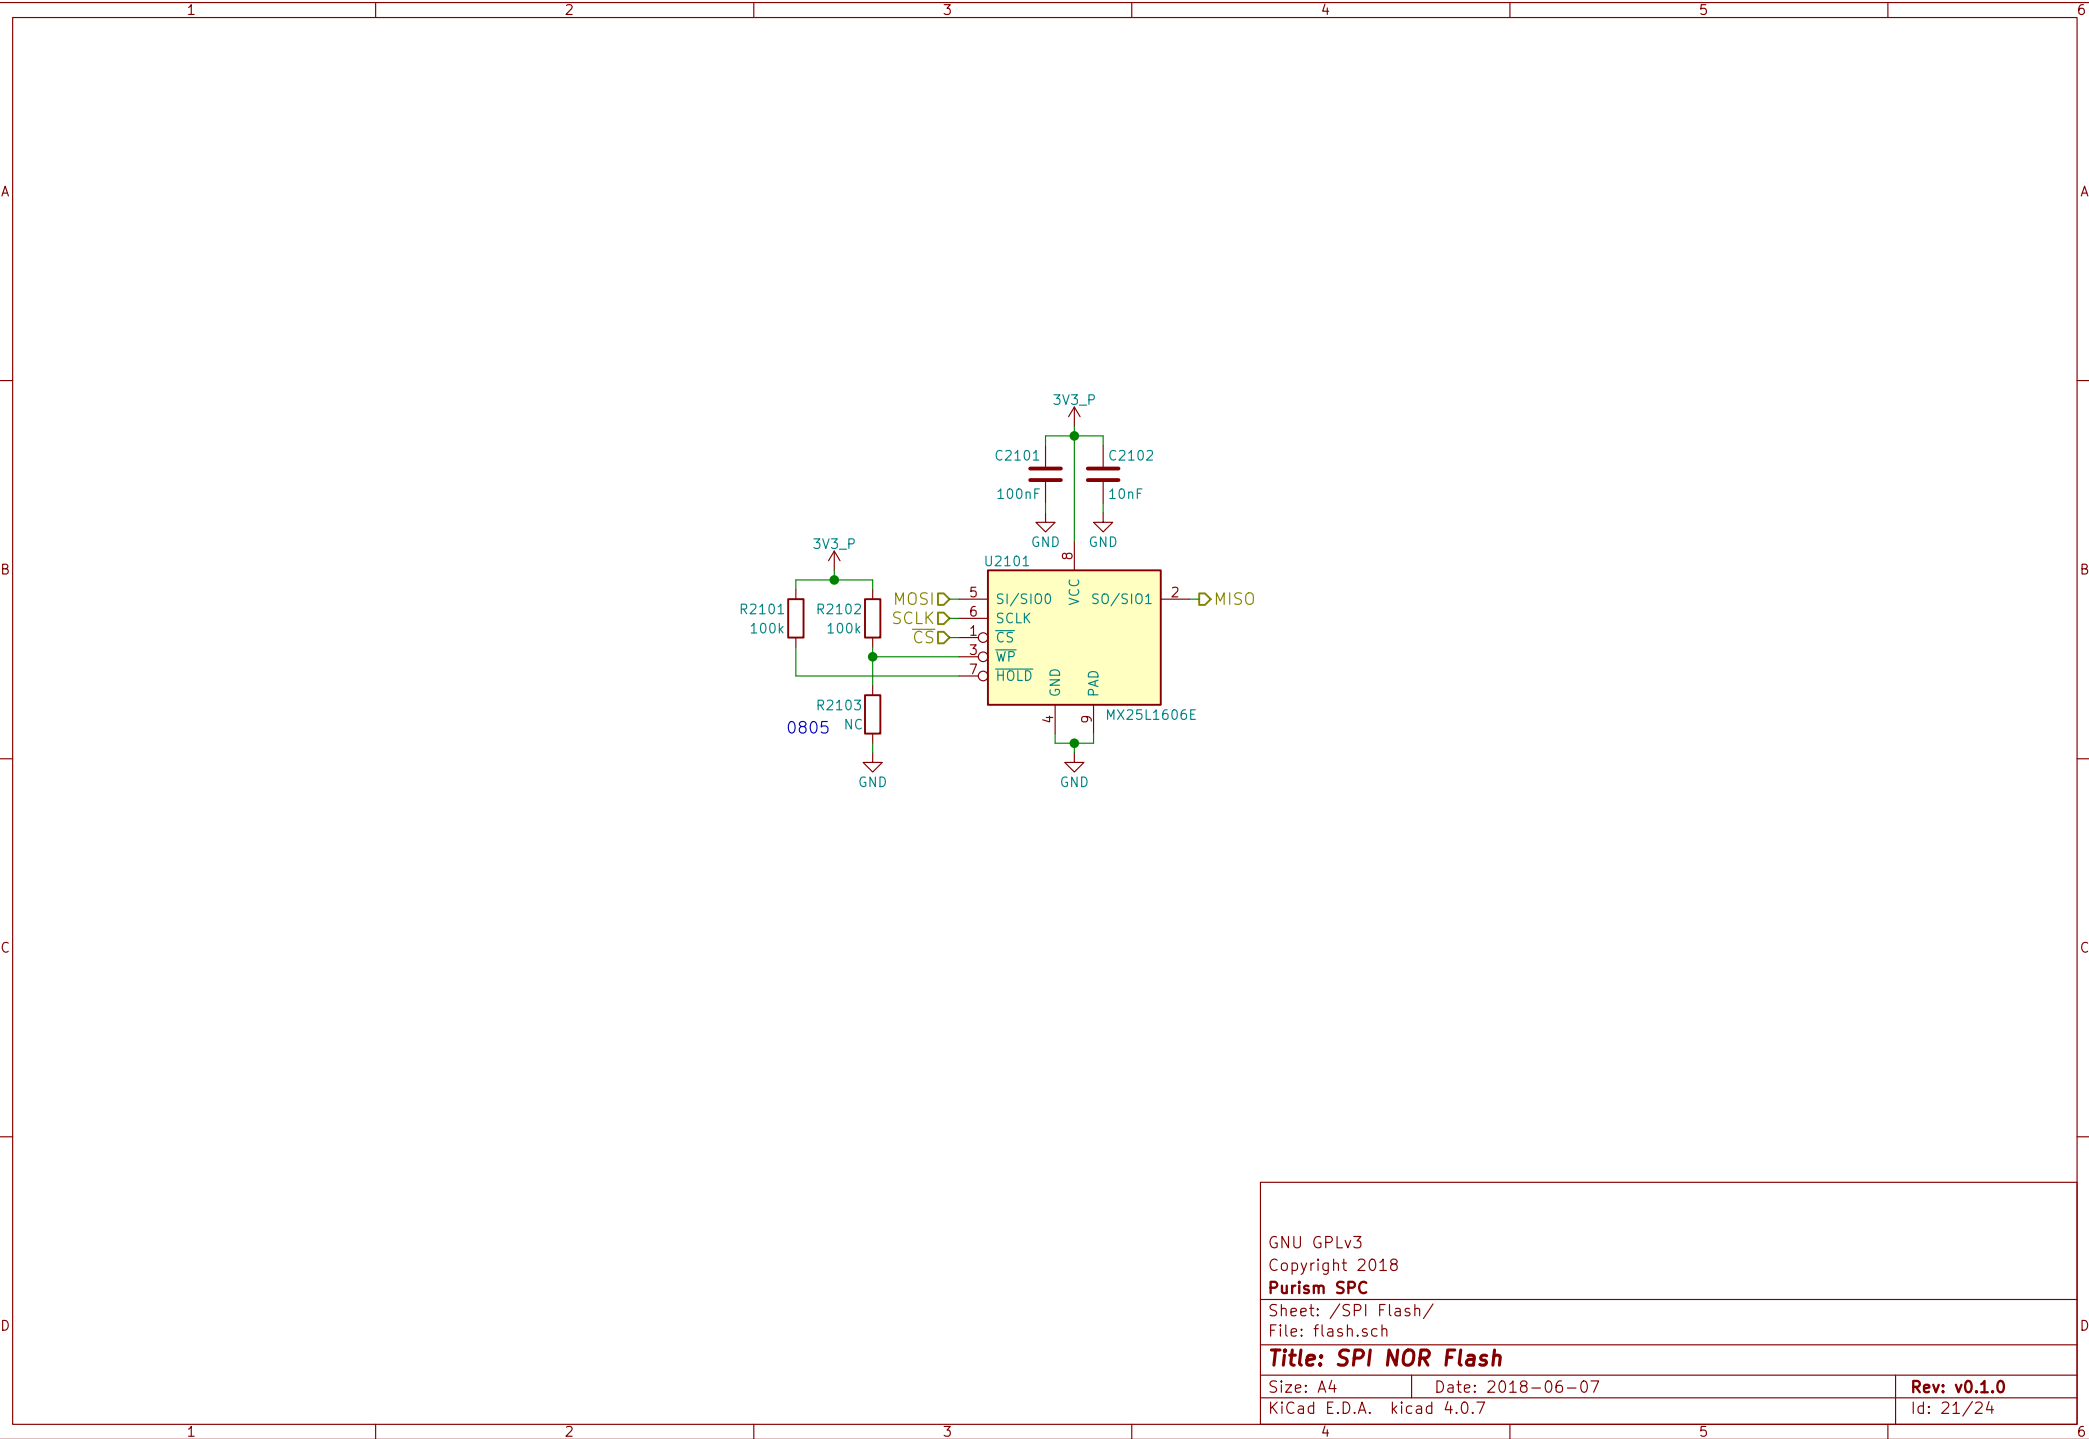 1 2 3 4 5 6
A A
3V3_P
C2101 C2102
100nF 10nF
GND GND
3V3_P
8
B B
U2101
VCC
MOSI 5 SI/SIO0 SO/SIO1 2 MISO
R2101 R2102
100k 100k
SCLK 6 SCLK
CS 1 CS
3 WP
7 HOLD
GND PAD
R2103
NC
0805
4 9
MX25L1606E
GND GND
C C
GNU GPLv3
Copyright 2018
Purism SPC
Sheet: /SPI Flash/
File: flash.sch
D D
Title: SPI NOR Flash
Size: A4 Date: 2018-06-07 Rev: v0.1.0
KiCad E.D.A. kicad 4.0.7 Id: 21/24
1 2 3 4 5 6